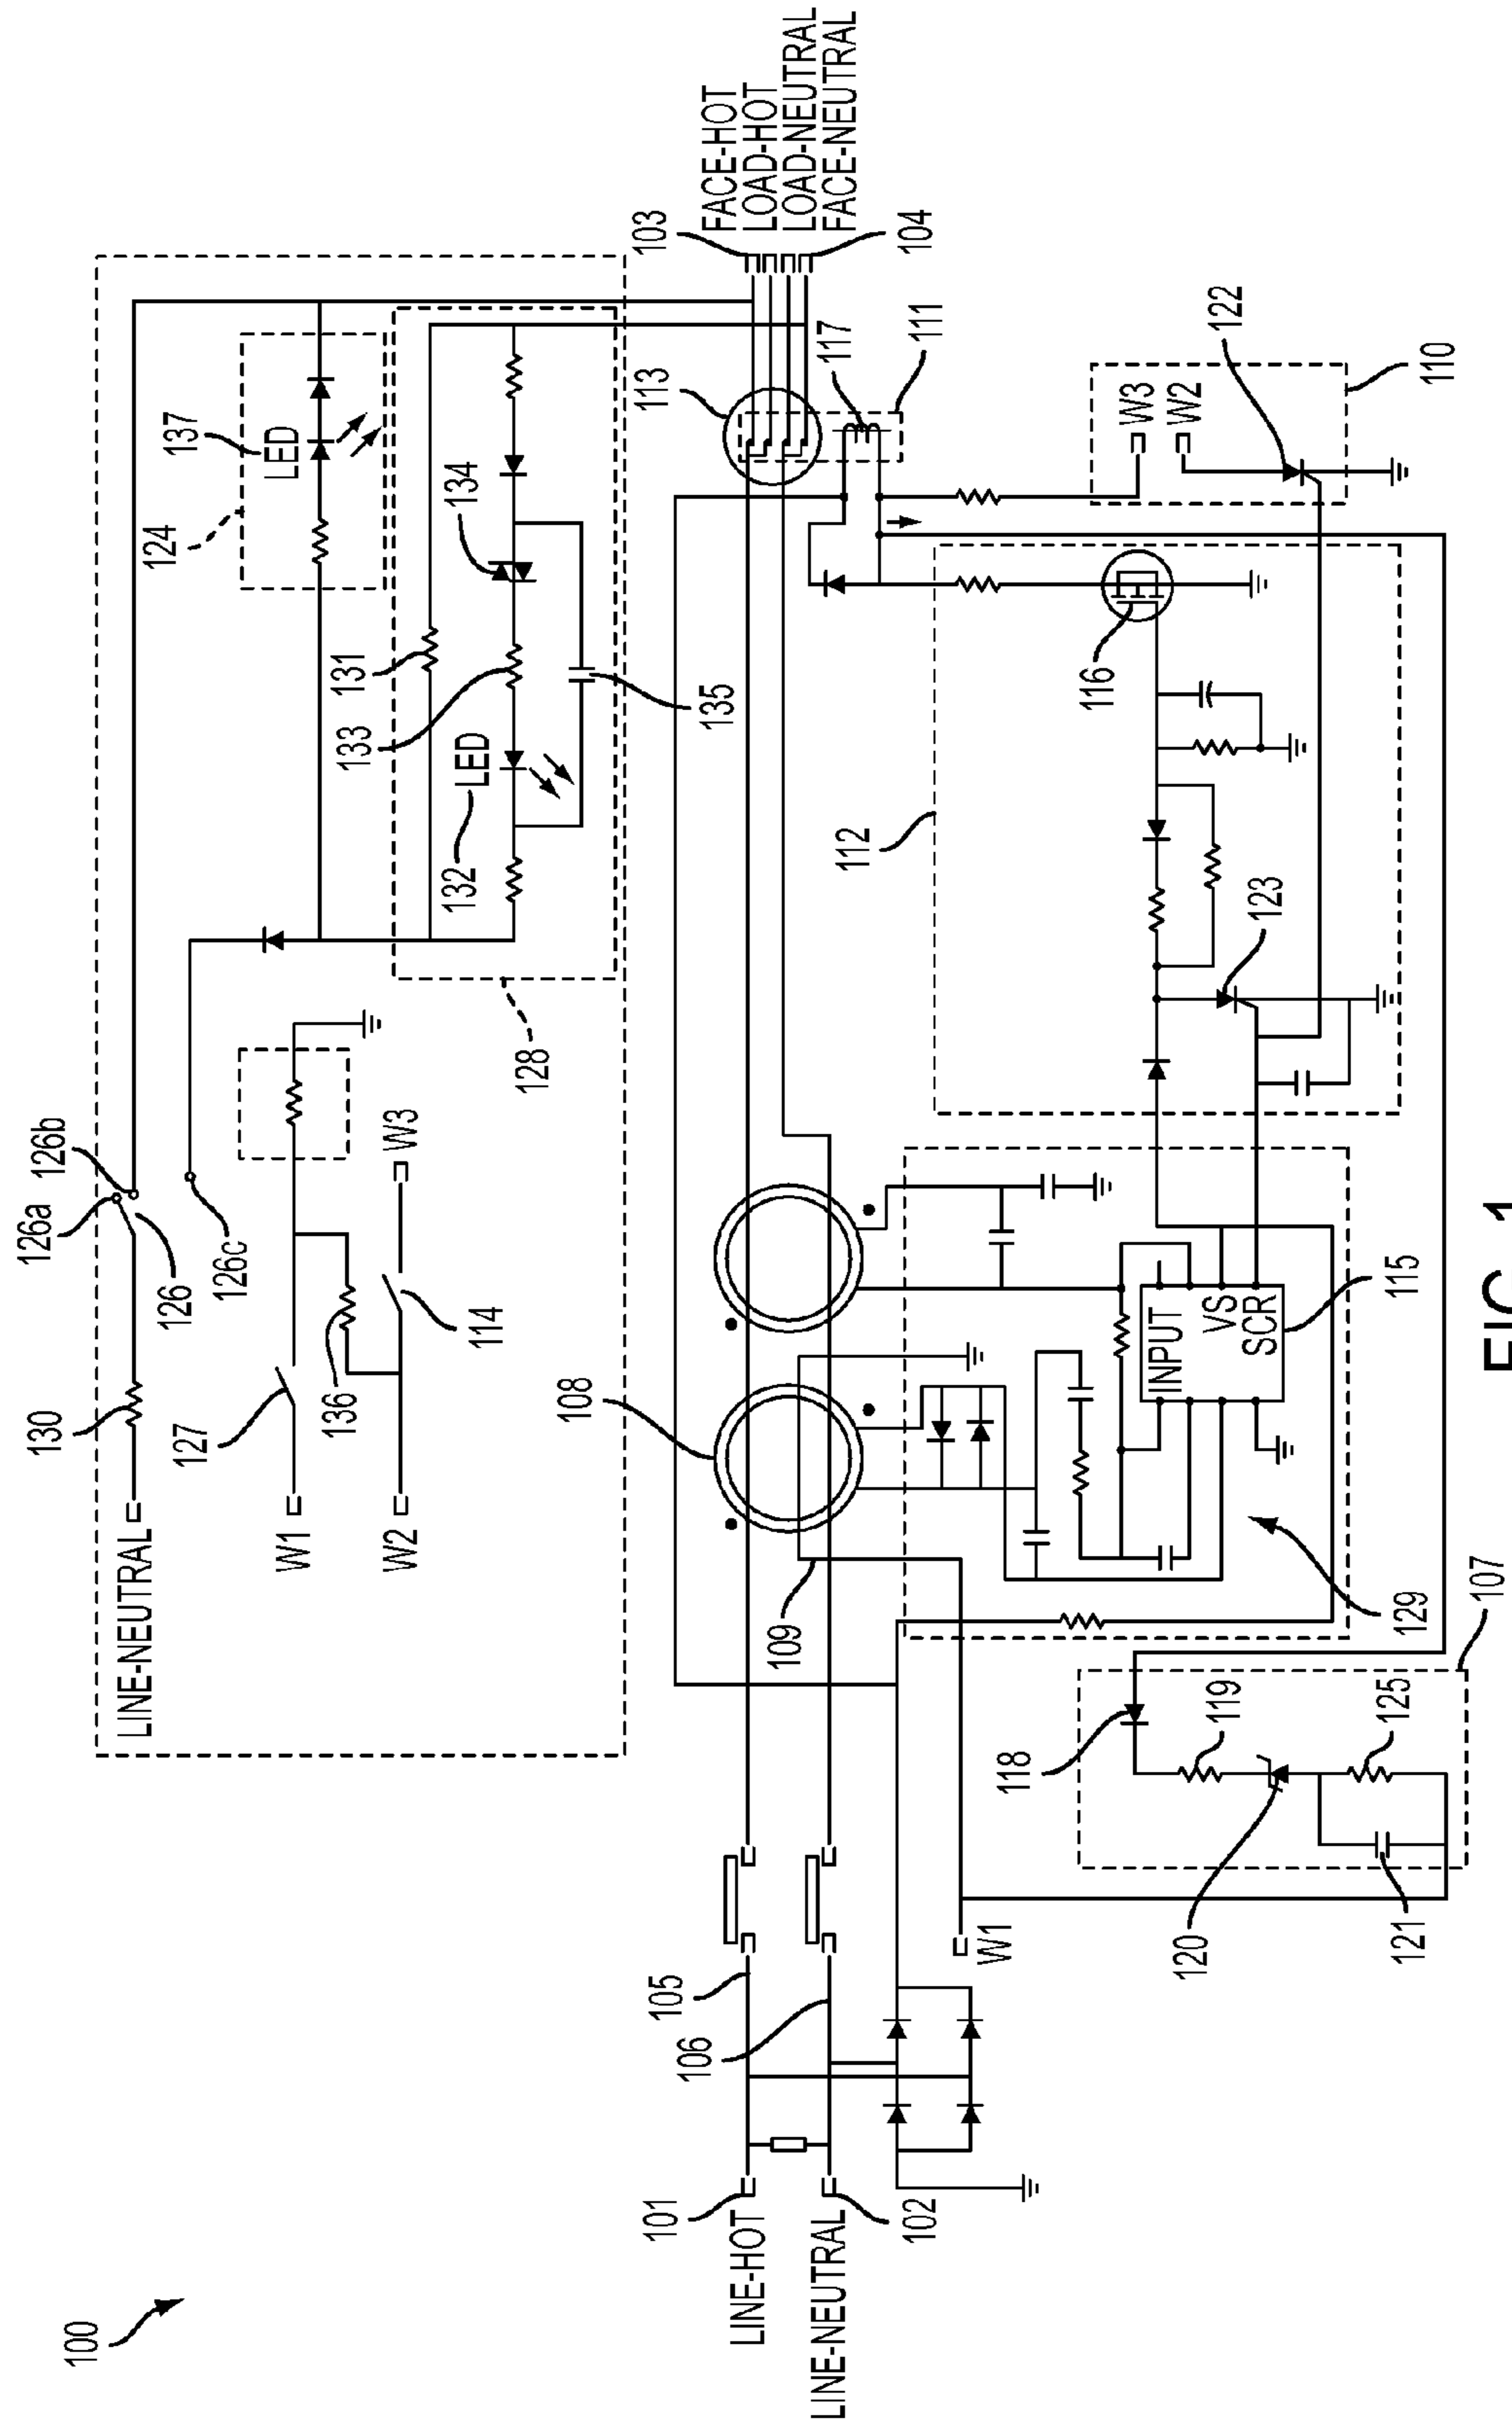 100
130
126a
126b
126
126c
LINE-NEUTRAL
127
W1
136
W2
W3
114
128
124
137
LED
131
133
134
132
LED
135
103
FACE-HOT
LOAD-HOT
LOAD-NEUTRAL
FACE-NEUTRAL
104
113
117
111
101
LINE-HOT
105
106
LINE-NEUTRAL
102
108
109
W1
112
116
123
W3
W2
122
110
INPUT
VS
SCR
115
129
107
118
119
120
125
121
FIG. 1